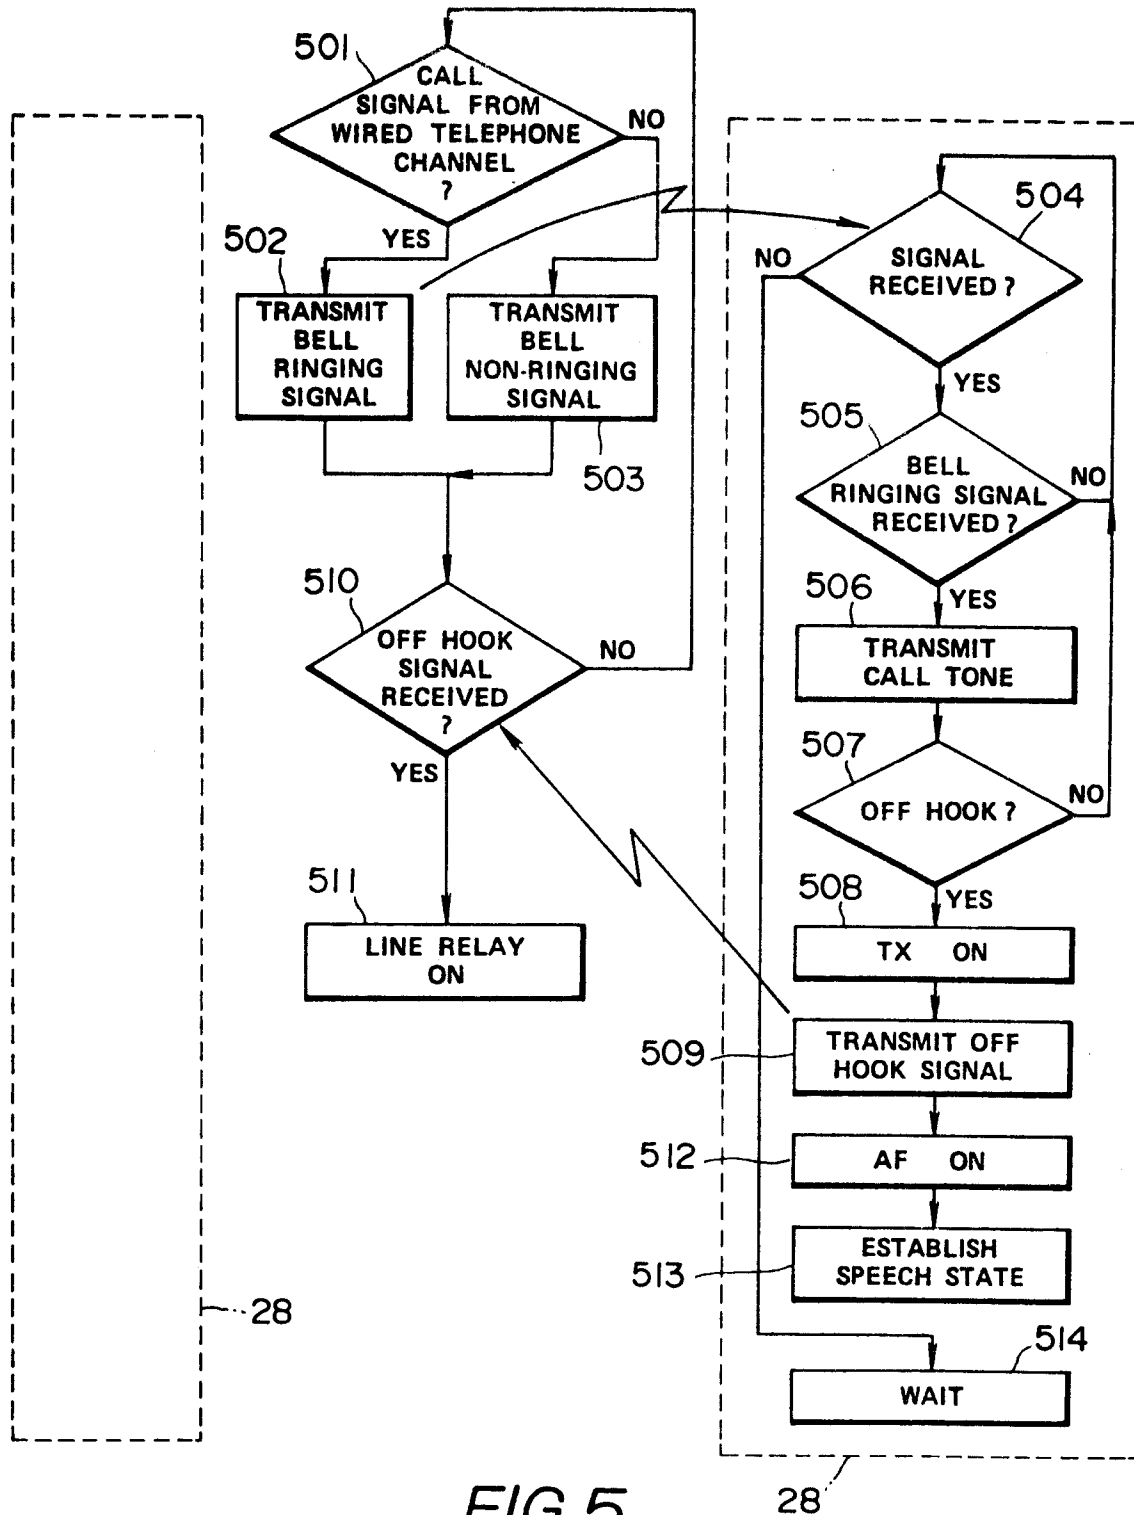 501
CALL
SIGNAL FROM
WIRED TELEPHONE
CHANNEL
?
NO
YES
502
TRANSMIT
BELL
RINGING
SIGNAL
TRANSMIT
BELL
NON-RINGING
SIGNAL
503
510
OFF HOOK
SIGNAL
RECEIVED
?
NO
YES
511
LINE RELAY
ON
28
504
SIGNAL
RECEIVED?
NO
YES
505
BELL
RINGING SIGNAL
RECEIVED?
NO
YES
506
TRANSMIT
CALL TONE
507
OFF HOOK?
NO
YES
508
TX ON
509
TRANSMIT OFF
HOOK SIGNAL
512
AF ON
513
ESTABLISH
SPEECH STATE
514
WAIT
28
FIG.5